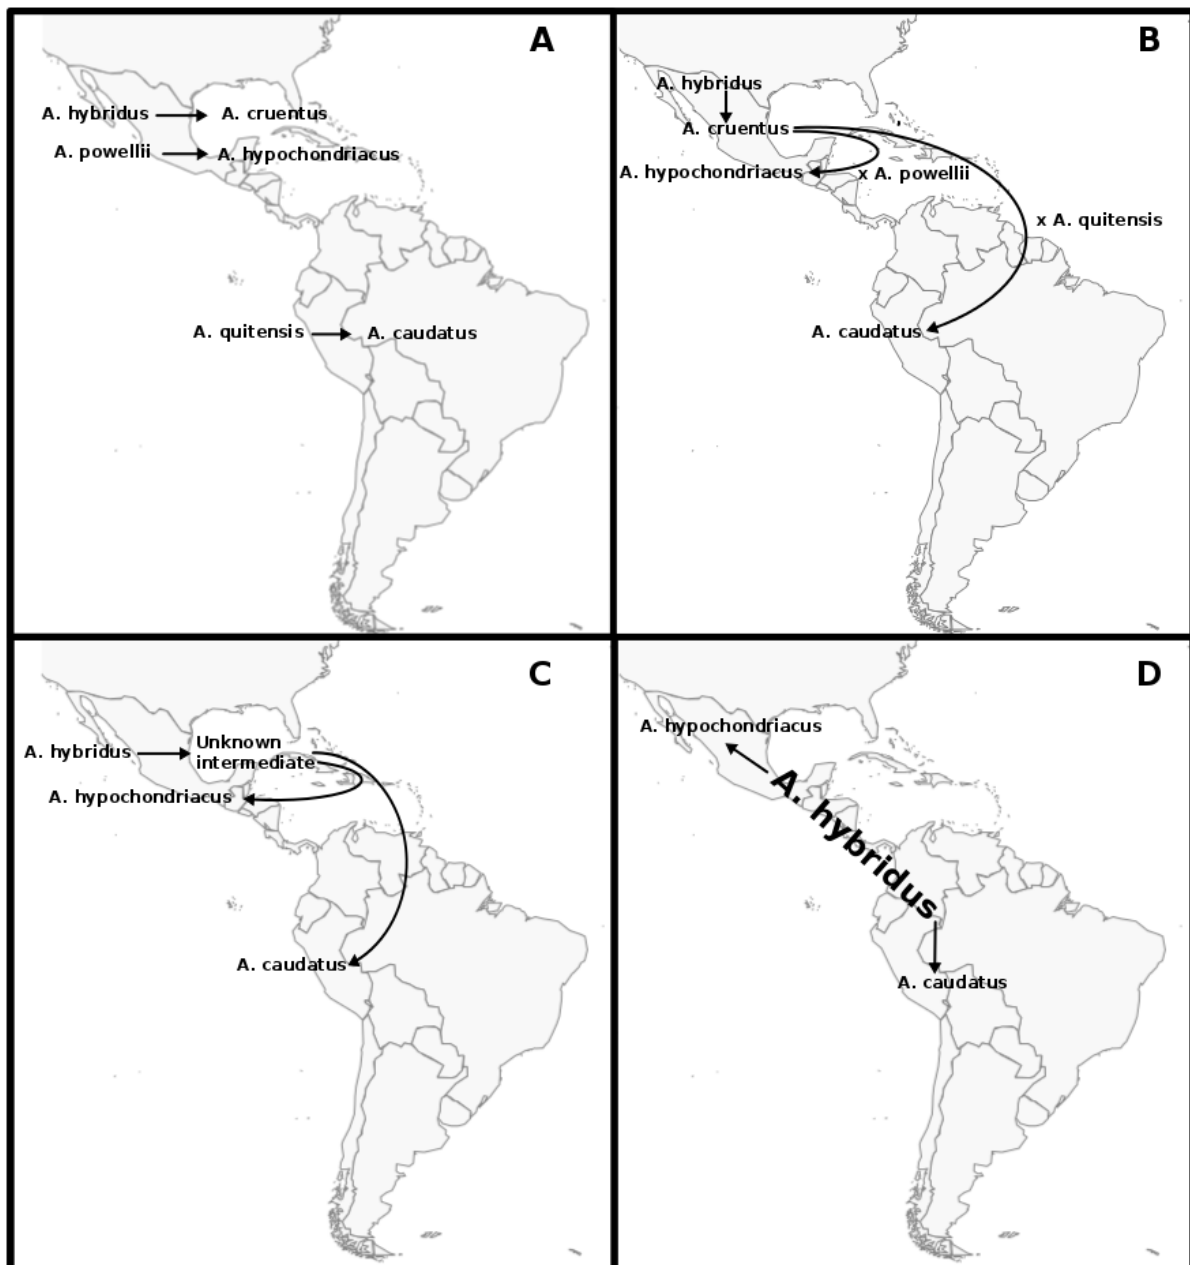 A
A. hybridus
A. cruentus
A. powellii
A. hypochondriacus
A. quitensis
A. caudatus
B
A. hybridus
A. cruentus
A. hypochondriacus
x A. powellii
x A. quitensis
A. caudatus
C
A. hybridus
Unknown
intermediate
A. hypochondriacus
A. caudatus
D
A. hypochondriacus
A. hybridus
A. caudatus